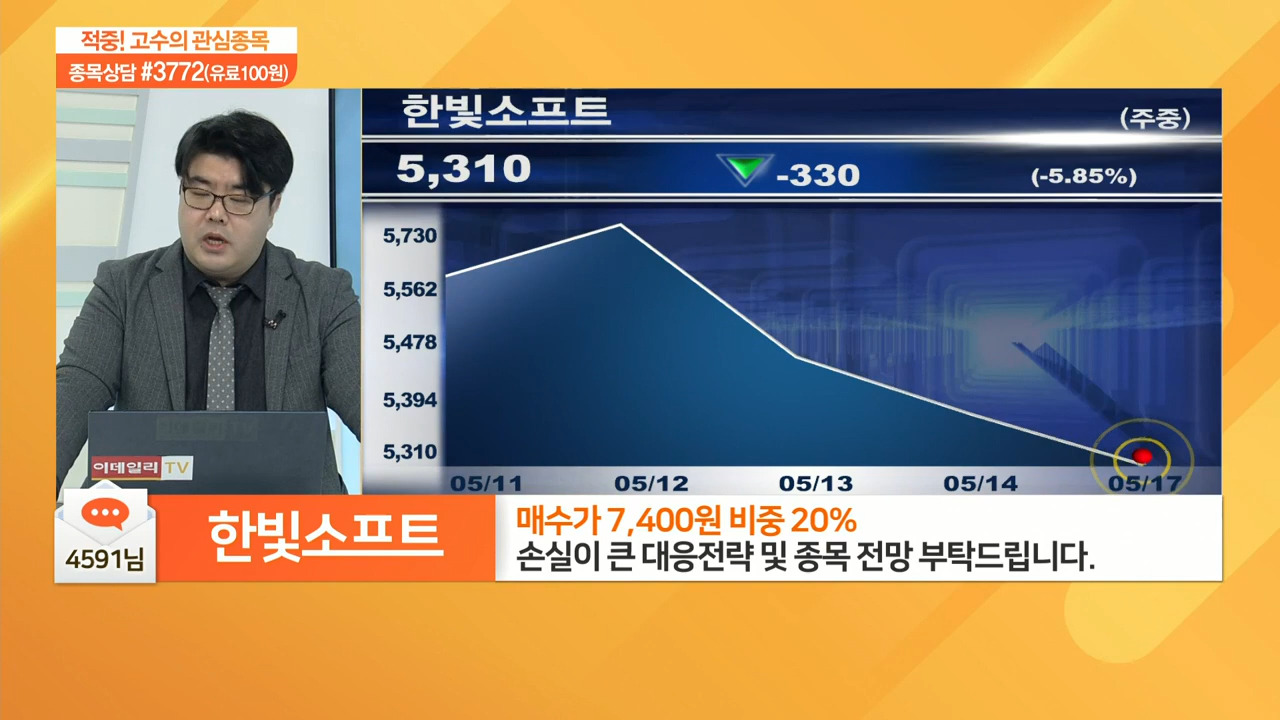 적중! 고수의 관심종목
종목상담 #3772(유료100원)
한빛소프트
(주중)
5,310
-330
(-5.85%)
5,730
5,562
5,478
5,394
5,310
05/11
05/12
05/13
05/14
05/17
이데일리 TV
4591님
한빛소프트
매수가 7,400원 비중 20%
손실이 큰 대응전략 및 종목 전망 부탁드립니다.